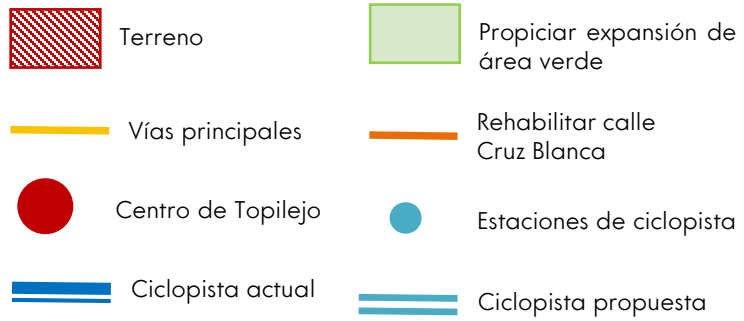 Terreno
Propiciar expansión de
área verde
Vías principales
Rehabilitar calle
Cruz Blanca
Centro de Topilejo
Estaciones de ciclopista
Ciclopista actual
Ciclopista propuesta